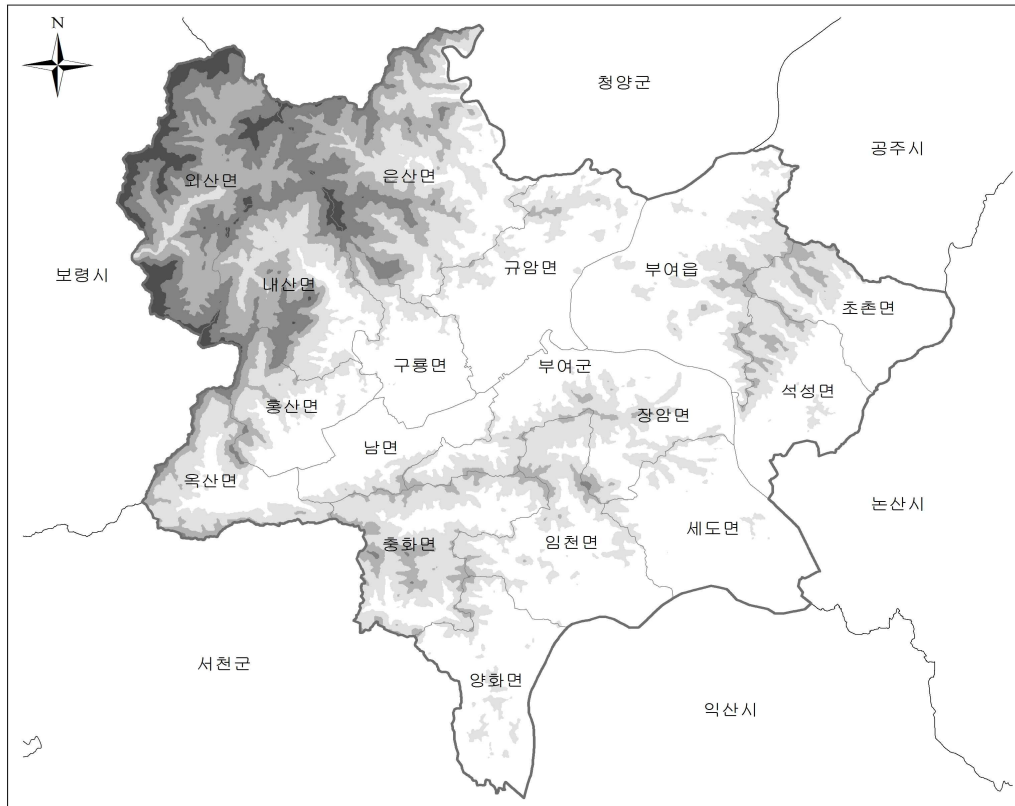 N
청양군
공주시
외산면
은산면
보령시
규암면
부여읍
내산면
초촌면
구룡면
부여군
석성면
홍산면
장암면
남면
옥산면
논산시
세도면
충화면
임천면
서천군
양화면
익산시